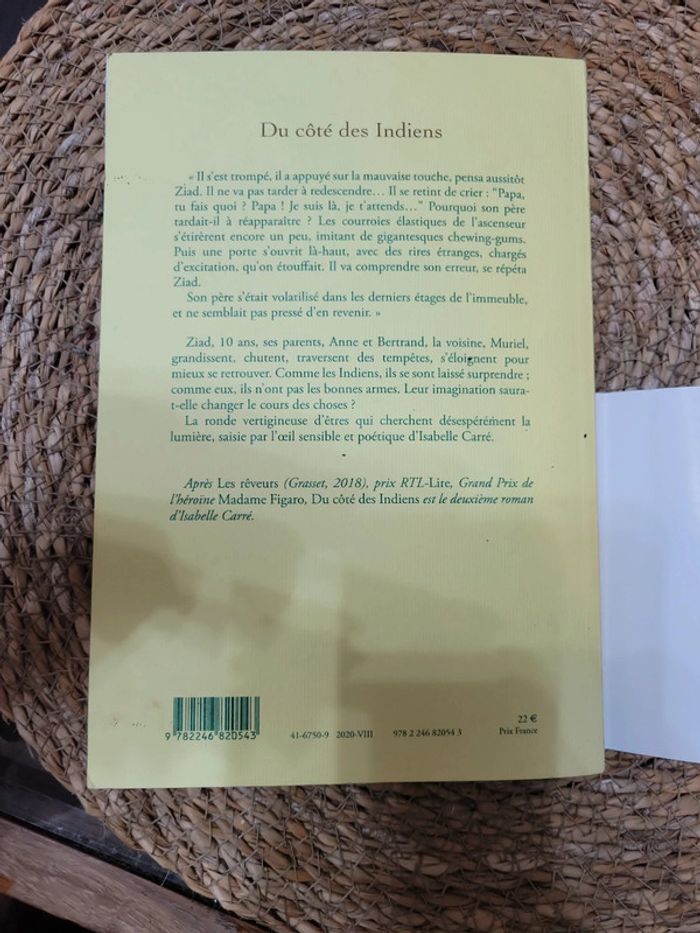 Du côté des Indiens
« Il s'est trompé, il a appuyé sur la mauvaise touche, pensa aussitôt
Ziad. Il ne va pas tarder à redescendre… Il se retint de crier : "Papa,
tu fais quoi ? Papa ! Je suis là, je t'attends…" Pourquoi son père
tardait-il à réapparaître ? Les courroies élastiques de l'ascenseur
s'étirèrent encore un peu, imitant de gigantesques chewing-gums.
Puis une porte s'ouvrit là-haut, avec des rires étranges, chargés
d'excitation, qu'on étouffait. Il va comprendre son erreur, se répéta
Ziad.
Son père s'était volatilisé dans les derniers étages de l'immeuble,
et ne semblait pas pressé d'en revenir. »
Ziad, 10 ans, ses parents, Anne et Bertrand, la voisine, Muriel,
grandissent, chutent, traversent des tempêtes, s'éloignent pour
mieux se retrouver. Comme les Indiens, ils se sont laissé surprendre ;
comme eux, ils n'ont pas les bonnes armes. Leur imagination saura-
t-elle changer le cours des choses ?
La ronde vertigineuse d'êtres qui cherchent désespérément la
lumière, saisie par l'œil sensible et poétique d'Isabelle Carré.
Après Les rêveurs (Grasset, 2018), prix RTL-Lire, Grand Prix de
l'héroïne Madame Figaro, Du côté des Indiens est le deuxième roman
d'Isabelle Carré.
9 782246 820543
41-6750-9 2020-VIII
978 2 246 82054 3
22 €
Prix France